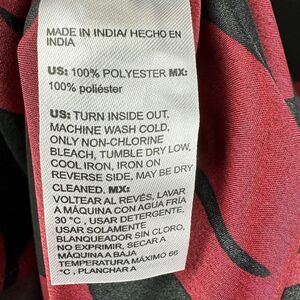 MADE IN INDIA/ HECHO EN
INDIA
US: 100% POLYESTER MX:
100% poliéster
US: TURN INSIDE OUT,
MACHINE WASH COLD,
ONLY NON-CHLORINE
BLEACH, TUMBLE DRY LOW,
COOL IRON, IRON ON
REVERSE SIDE, MAY BE DRY
CLEANED. MX:
VOLTEAR AL REVÉS, LAVAR
A MÁQUINA CON AGUA FRÍA
30 °C , USAR DETERGENTE,
USAR SOLAMENTE
BLANQUEADOR SIN CLORO,
NO EXPRIMIR, SECAR A
MÁQUINA A BAJA
TEMPERATURA MÁXIMO 66
°C , PLANCHAR A